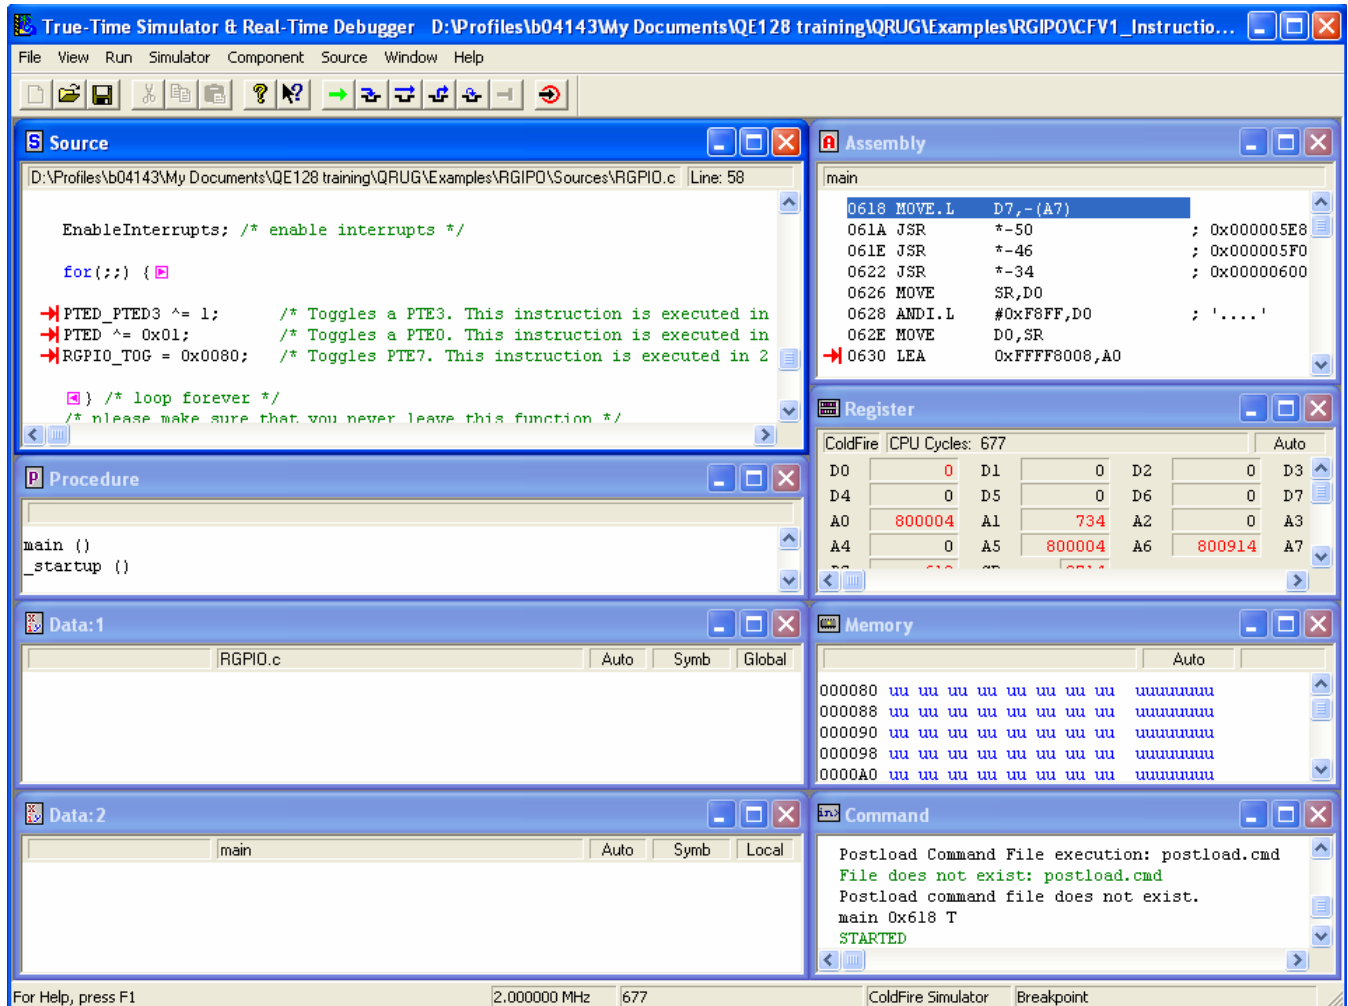 True-Time Simulator & Real-Time Debugger D:\Profiles\b04143\My Documents\QE128 training\QRUG\Examples\RGIPO\CFV1_Instructio...
File View Run Simulator Component Source Window Help
Source
D:\Profiles\b04143\My Documents\QE128 training\QRUG\Examples\RGIPO\Sources\RGPIO.c Line: 58
EnableInterrupts; /* enable interrupts */
for(;;) {
PTED_PTED3 ^= 1; /* Toggles a PTE3. This instruction is executed in
PTED ^= 0x01; /* Toggles a PTE0. This instruction is executed in
RGPIO_TOG = 0x0080; /* Toggles PTE7. This instruction is executed in 2
} /* loop forever */
/* please make sure that you never leave this function */
Assembly
main
0618 MOVE.L D7,-(A7)
061A JSR *-50 ; 0x000005E8
061E JSR *-46 ; 0x000005F0
0622 JSR *-34 ; 0x00000600
0626 MOVE SR,D0
0628 ANDI.L #0xF8FF,D0 ; '....'
062E MOVE D0,SR
0630 LEA 0xFFFF8008,A0
Register
ColdFire CPU Cycles: 677 Auto
D0 0 D1 0 D2 0 D3
D4 0 D5 0 D6 0 D7
A0 800004 A1 734 A2 0 A3
A4 0 A5 800004 A6 800914 A7
Procedure
main ()
_startup ()
Data:1
RGPIO.c Auto Symb Global
Memory
Auto
000080 uu uu uu uu uu uu uu uu uuuuuuuu
000088 uu uu uu uu uu uu uu uu uuuuuuuu
000090 uu uu uu uu uu uu uu uu uuuuuuuu
000098 uu uu uu uu uu uu uu uu uuuuuuuu
0000A0 uu uu uu uu uu uu uu uu uuuuuuuu
Data:2
main Auto Symb Local
Command
Postload Command File execution: postload.cmd
File does not exist: postload.cmd
Postload command file does not exist.
main 0x618 T
STARTED
For Help, press F1 2.000000 MHz 677 ColdFire Simulator Breakpoint